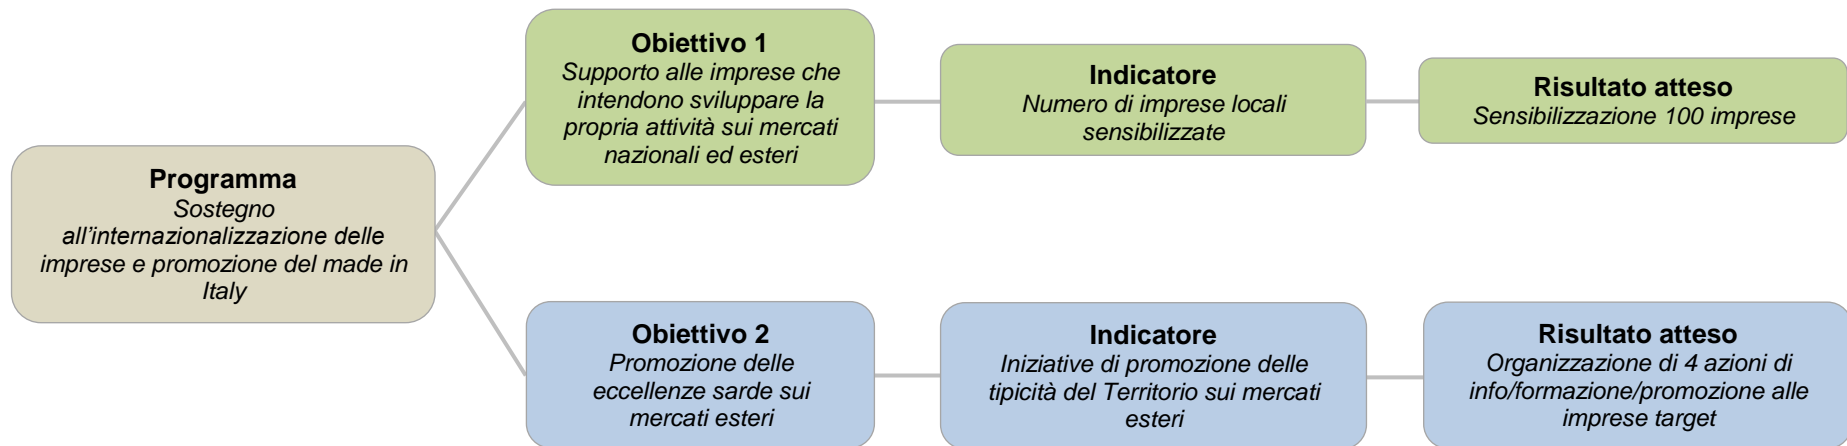 Programma
Sostegno
all’internazionalizzazione delle
imprese e promozione del made in
Italy
Obiettivo 1
Supporto alle imprese che
intendono sviluppare la
propria attività sui mercati
nazionali ed esteri
Indicatore
Numero di imprese locali
sensibilizzate
Risultato atteso
Sensibilizzazione 100 imprese
Obiettivo 2
Promozione delle
eccellenze sarde sui
mercati esteri
Indicatore
Iniziative di promozione delle
tipicità del Territorio sui mercati
esteri
Risultato atteso
Organizzazione di 4 azioni di
info/formazione/promozione alle
imprese target